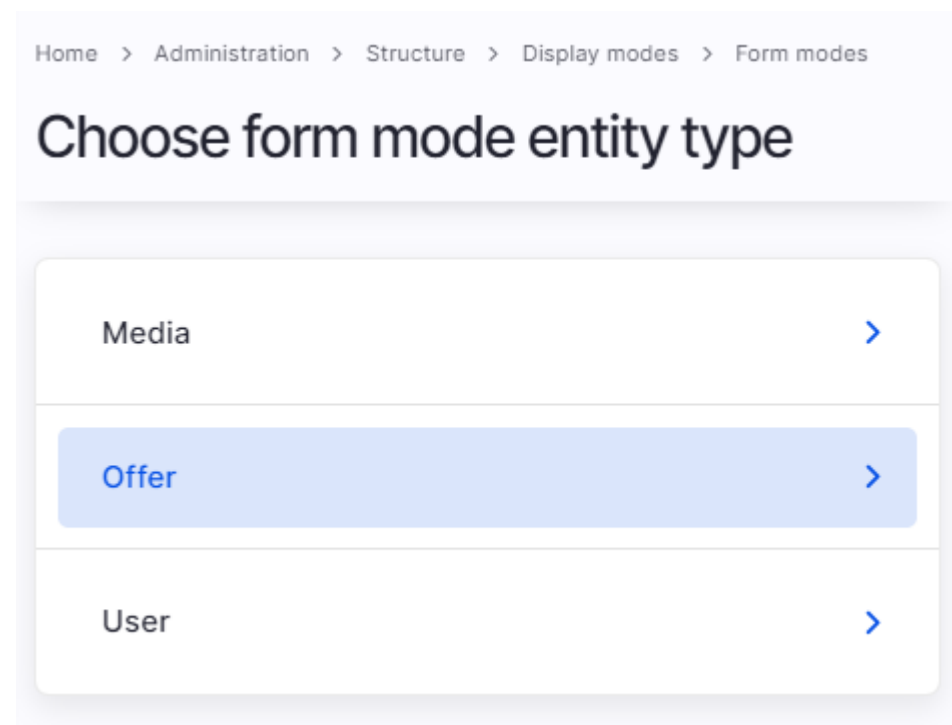 Home > Administration > Structure > Display modes > Form modes
Choose form mode entity type
Media
Offer
User